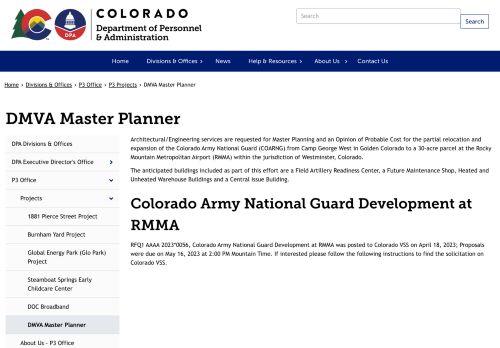 COLORADO
Department of Personnel
& Administration
DPA
Search
Search
Home
Divisions & Offices ›
News
Help & Resources ›
About Us ›
Contact Us
Home › Divisions & Offices › P3 Office › P3 Projects › DMVA Master Planner
DMVA Master Planner
DPA Divisions & Offices
DPA Executive Director's Office
P3 Office
Projects
1881 Pierce Street Project
Burnham Yard Project
Global Energy Park (Glo Park)
Project
Steamboat Springs Early
Childcare Center
DOC Broadband
DMVA Master Planner
About Us - P3 Office
Architectural/Engineering services are requested for Master Planning and an Opinion of Probable Cost for the partial relocation and
expansion of the Colorado Army National Guard (COARNG) from Camp George West in Golden Colorado to a 30-acre parcel at the Rocky
Mountain Metropolitan Airport (RMMA) within the jurisdiction of Westminster, Colorado.
The anticipated buildings included as part of this effort are a Field Artillery Readiness Center, a Future Maintenance Shop, Heated and
Unheated Warehouse Buildings and a Central Issue Building.
Colorado Army National Guard Development at
RMMA
RFQ1 AAAA 2023*0056, Colorado Army National Guard Development at RMMA was posted to Colorado VSS on April 18, 2023; Proposals
were due on May 16, 2023 at 2:00 PM Mountain Time. If interested please follow the following instructions to find the solicitation on
Colorado VSS.